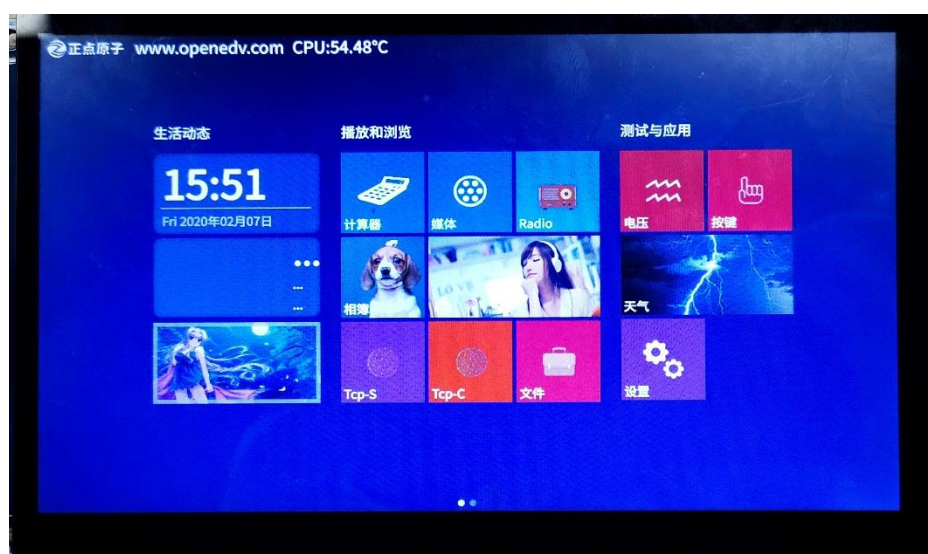 正点原子 www.openedv.com CPU:54.48℃
生活动态
15:51
Fri 2020年02月07日
...
...
...
播放和浏览
计算器 媒体 Radio
相簿
LOVE
Tcp-S Tcp-C 文件
测试与应用
电压 按键
天气
设置